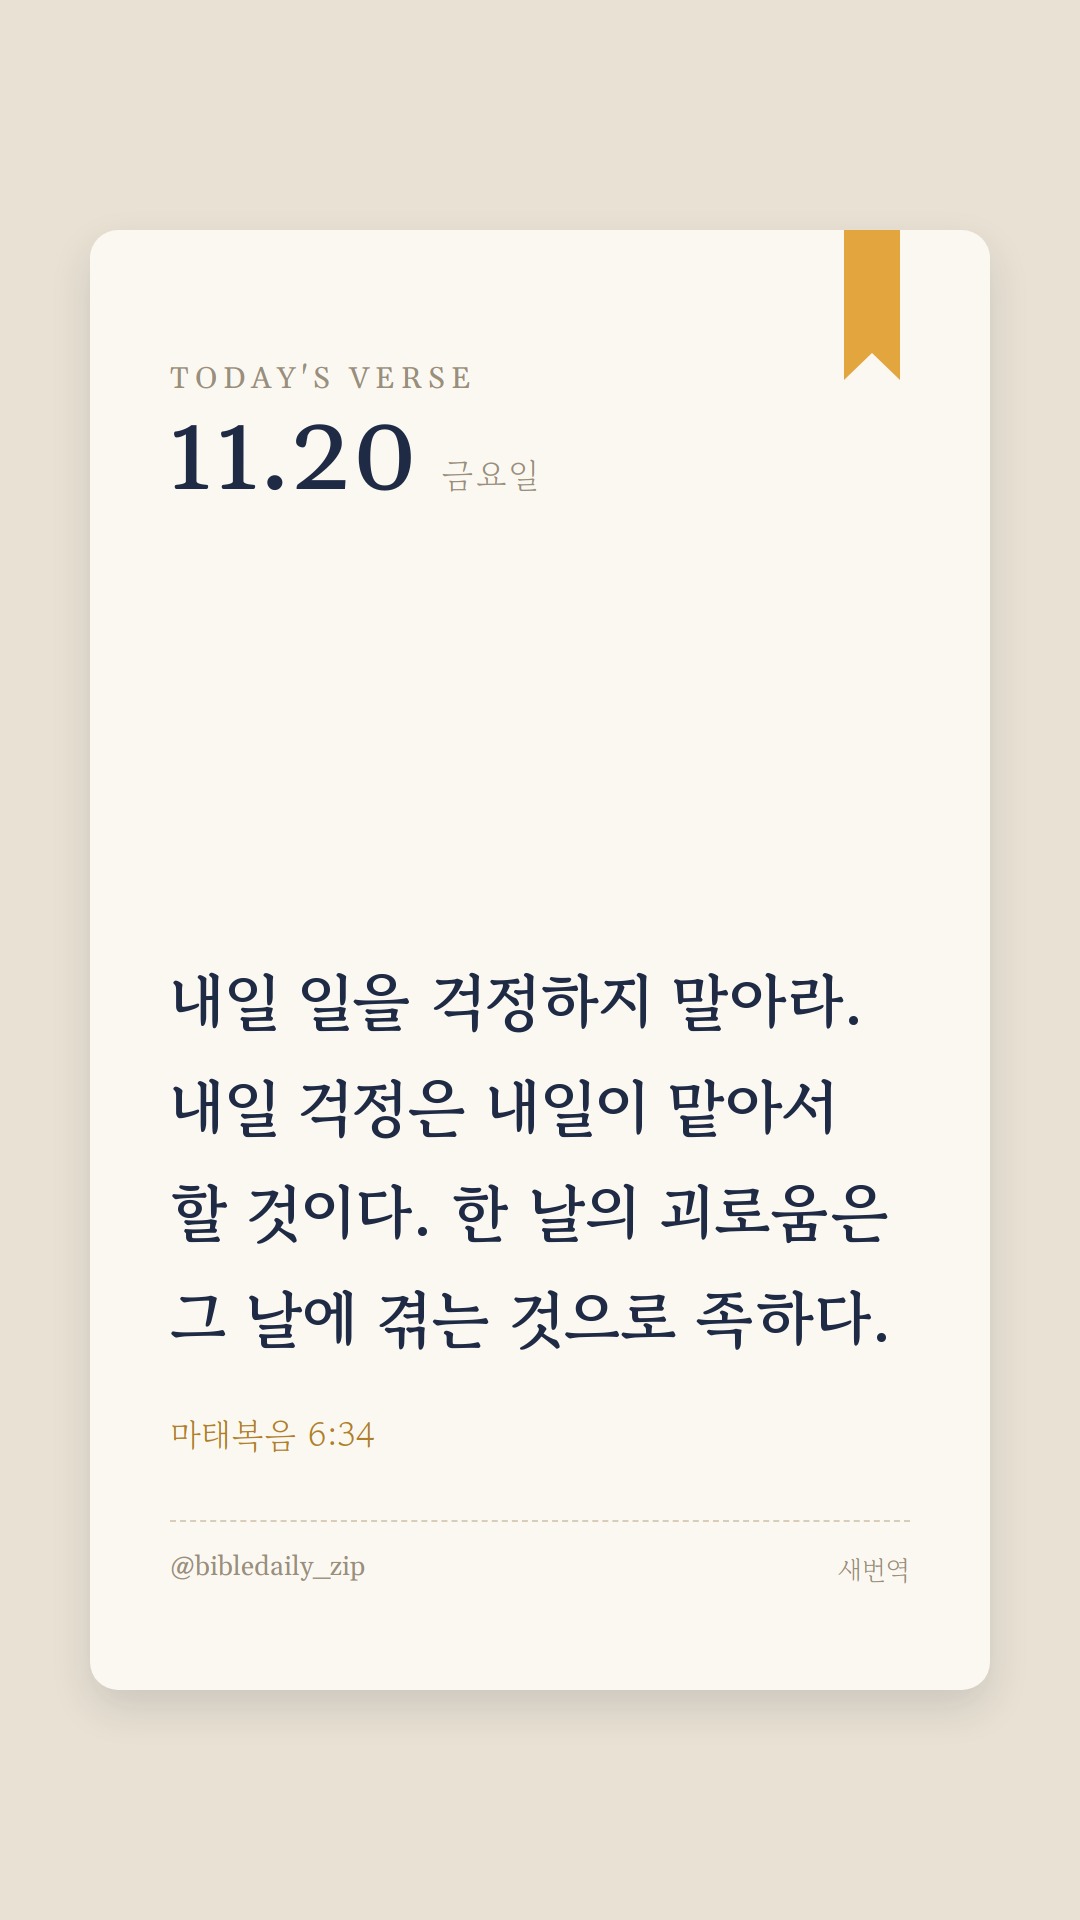 TODAY'S VERSE
11.20 금요일
내일 일을 걱정하지 말아라.
내일 걱정은 내일이 맡아서
할 것이다. 한 날의 괴로움은
그 날에 겪는 것으로 족하다.
마태복음 6:34
@bibledaily_zip 새번역